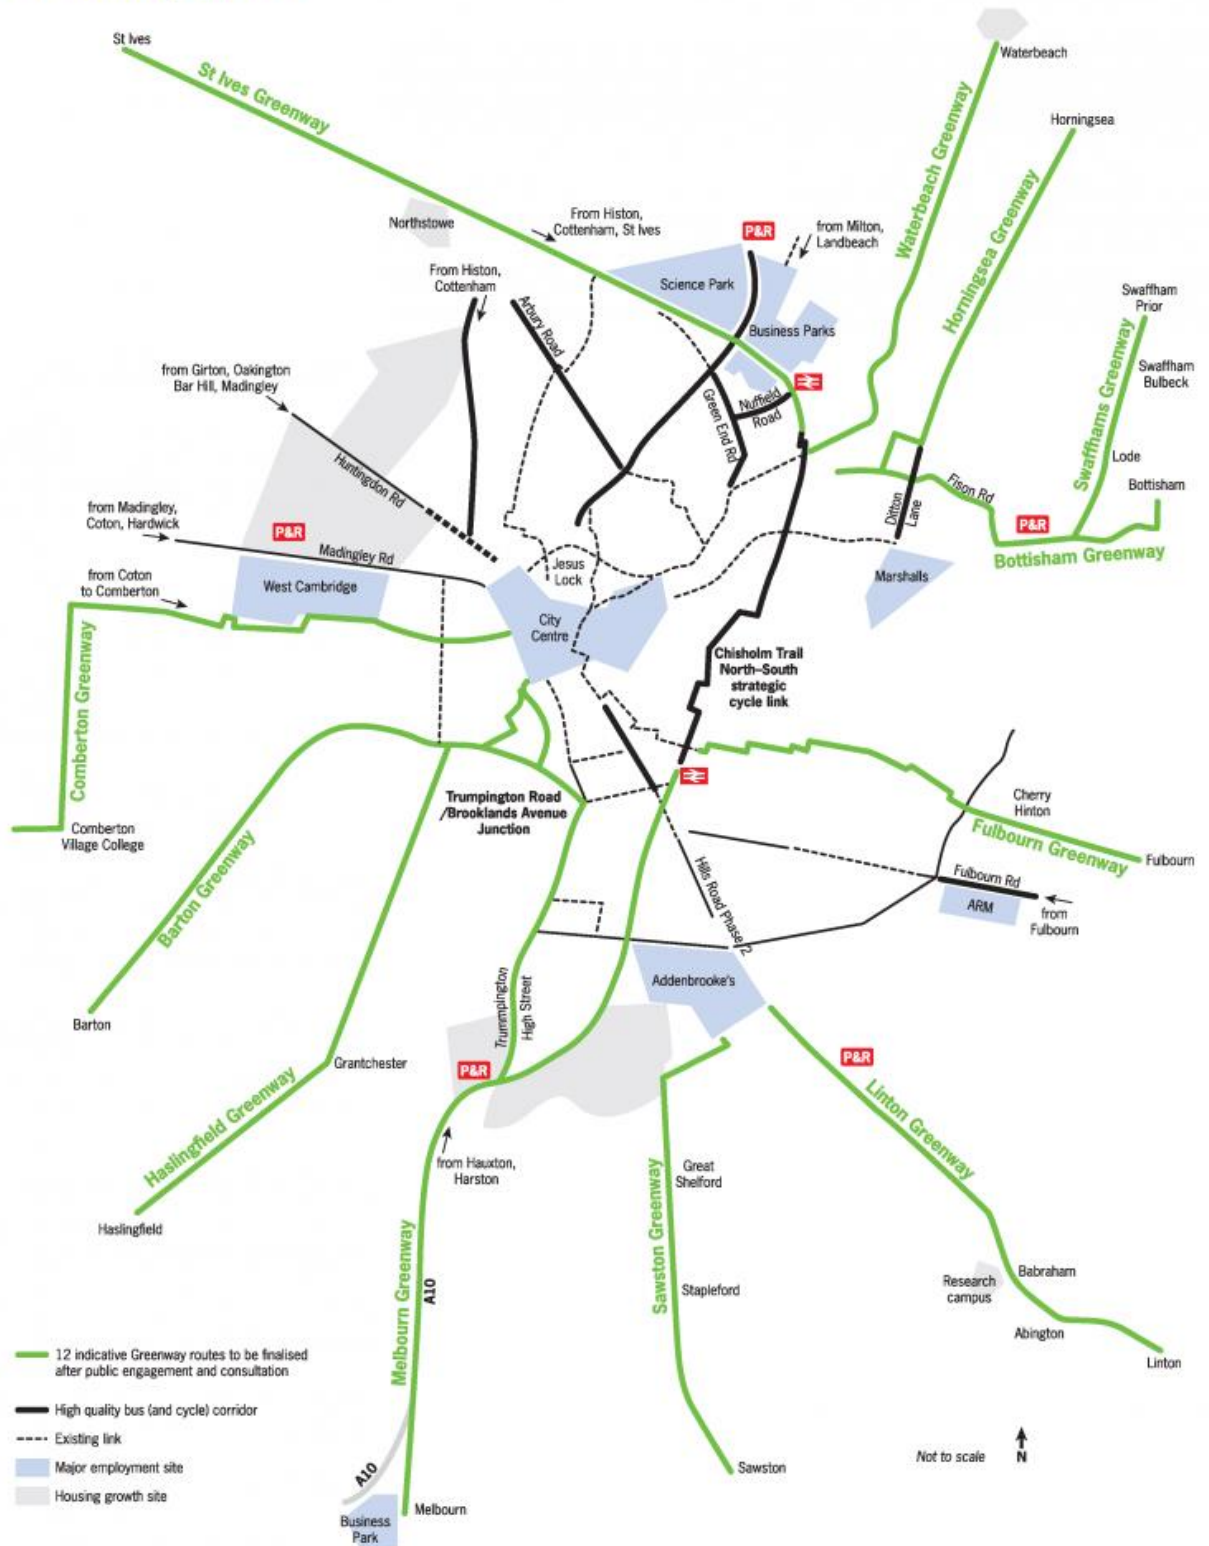 St Ives
St Ives Greenway
Waterbeach
Waterbeach Greenway
Horningsea
Horningsea Greenway
Northstowe
From Histon,
Cottenham, St Ives
P&R
from Milton,
Landbeach
From Histon,
Cottenham
Science Park
Arbury Road
Business Parks
Swaffham
Prior
Swaffham
Bulbeck
Swaffhams Greenway
from Girton, Oakington
Bar Hill, Madingley
Nuffield
Road
Green End Rd
Huntingdon Rd
Lode
Bottisham
Fison Rd
Ditton
Lane
P&R
Bottisham Greenway
from Madingley,
Coton, Hardwick
P&R
Madingley Rd
from Coton
to Comberton
West Cambridge
Jesus
Lock
Marshalls
City
Centre
Chisholm Trail
North–South
strategic
cycle link
Comberton Greenway
Comberton
Village College
Trumpington Road
/Brooklands Avenue
Junction
Cherry
Hinton
Fulbourn Greenway
Fulbourn
Barton Greenway
Hills Road Phase 2
Fulbourn Rd
ARM
from
Fulbourn
Addenbrooke's
Trummpington
High Street
Barton
Grantchester
P&R
P&R
Haslingfield Greenway
Linton Greenway
from Hauxton,
Harston
Great
Shelford
Haslingfield
Sawston Greenway
Melbourn Greenway
A10
Stapleford
Research
campus
Babraham
Abington
Linton
12 indicative Greenway routes to be finalised
after public engagement and consultation
High quality bus (and cycle) corridor
Existing link
Major employment site
Housing growth site
A10
Sawston
Not to scale
N
Melbourn
Business
Park